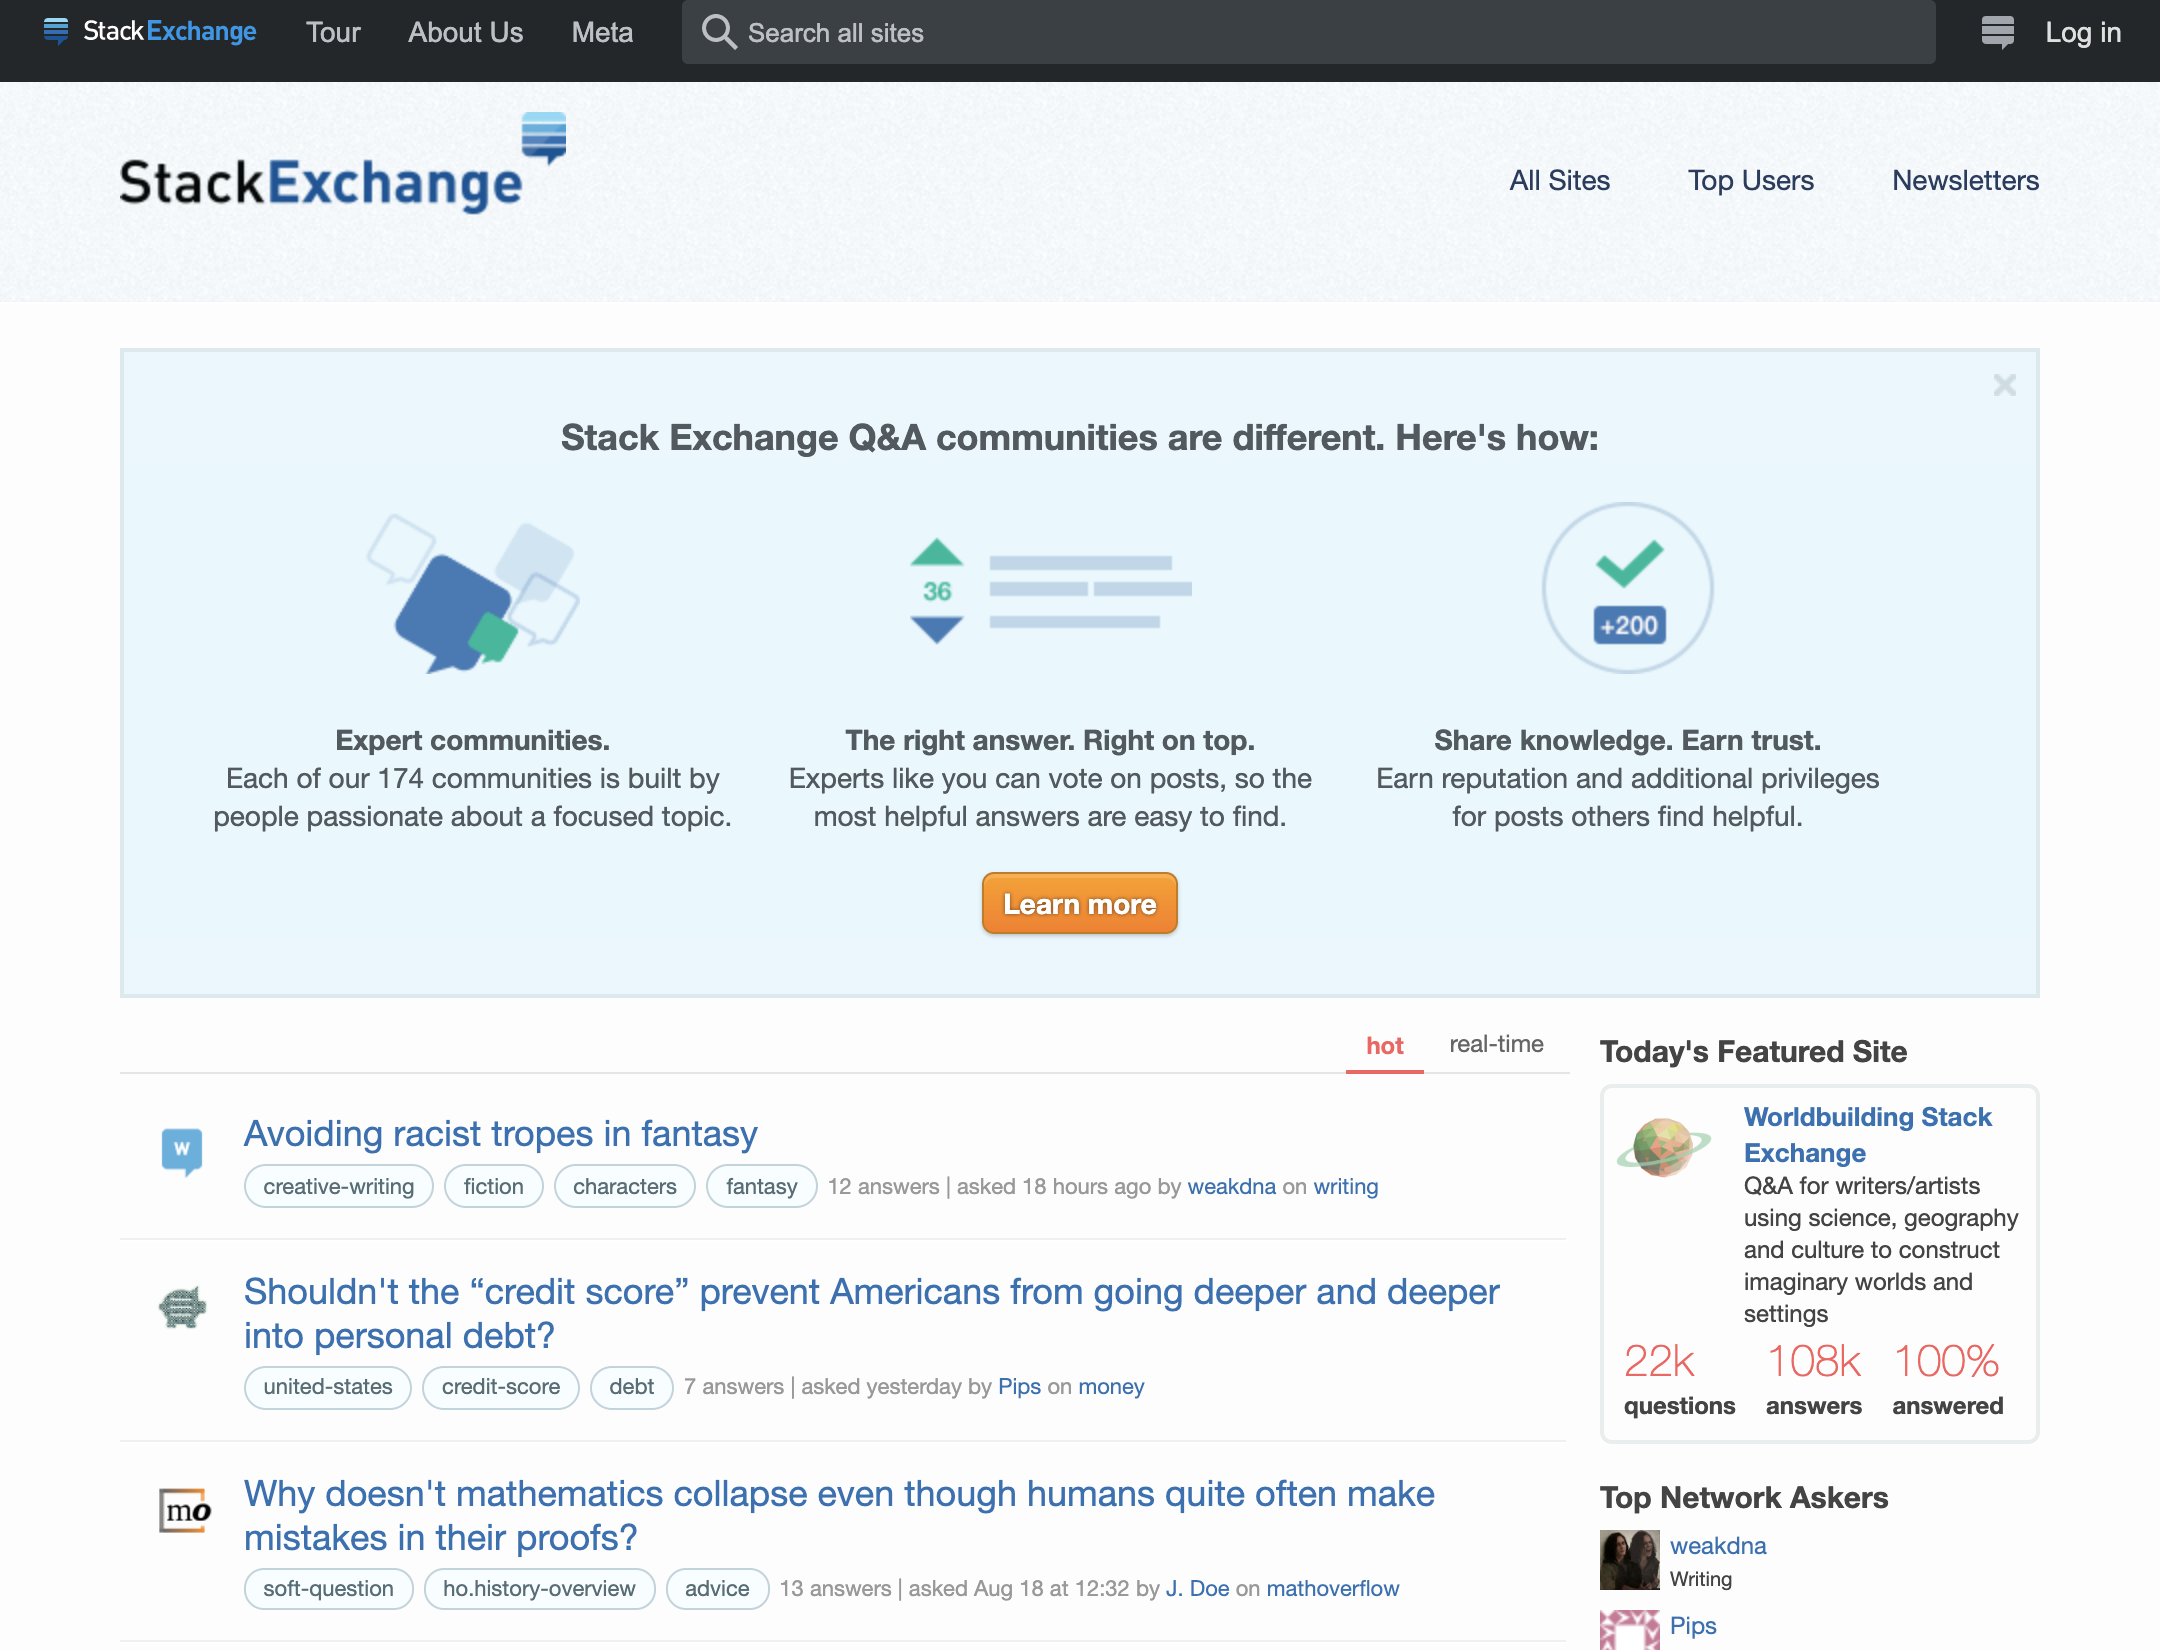 StackExchange Tour About Us Meta Search all sites Log in
StackExchange
All Sites Top Users Newsletters
Stack Exchange Q&A communities are different. Here's how:
36
+200
Expert communities.
Each of our 174 communities is built by
people passionate about a focused topic.
The right answer. Right on top.
Experts like you can vote on posts, so the
most helpful answers are easy to find.
Share knowledge. Earn trust.
Earn reputation and additional privileges
for posts others find helpful.
Learn more
hot real-time
W
Avoiding racist tropes in fantasy
creative-writing fiction characters fantasy 12 answers | asked 18 hours ago by weakdna on writing
Shouldn't the “credit score” prevent Americans from going deeper and deeper
into personal debt?
united-states credit-score debt 7 answers | asked yesterday by Pips on money
mo
Why doesn't mathematics collapse even though humans quite often make
mistakes in their proofs?
soft-question ho.history-overview advice 13 answers | asked Aug 18 at 12:32 by J. Doe on mathoverflow
Today's Featured Site
Worldbuilding Stack
Exchange
Q&A for writers/artists
using science, geography
and culture to construct
imaginary worlds and
settings
22k 108k 100%
questions answers answered
Top Network Askers
weakdna
Writing
Pips